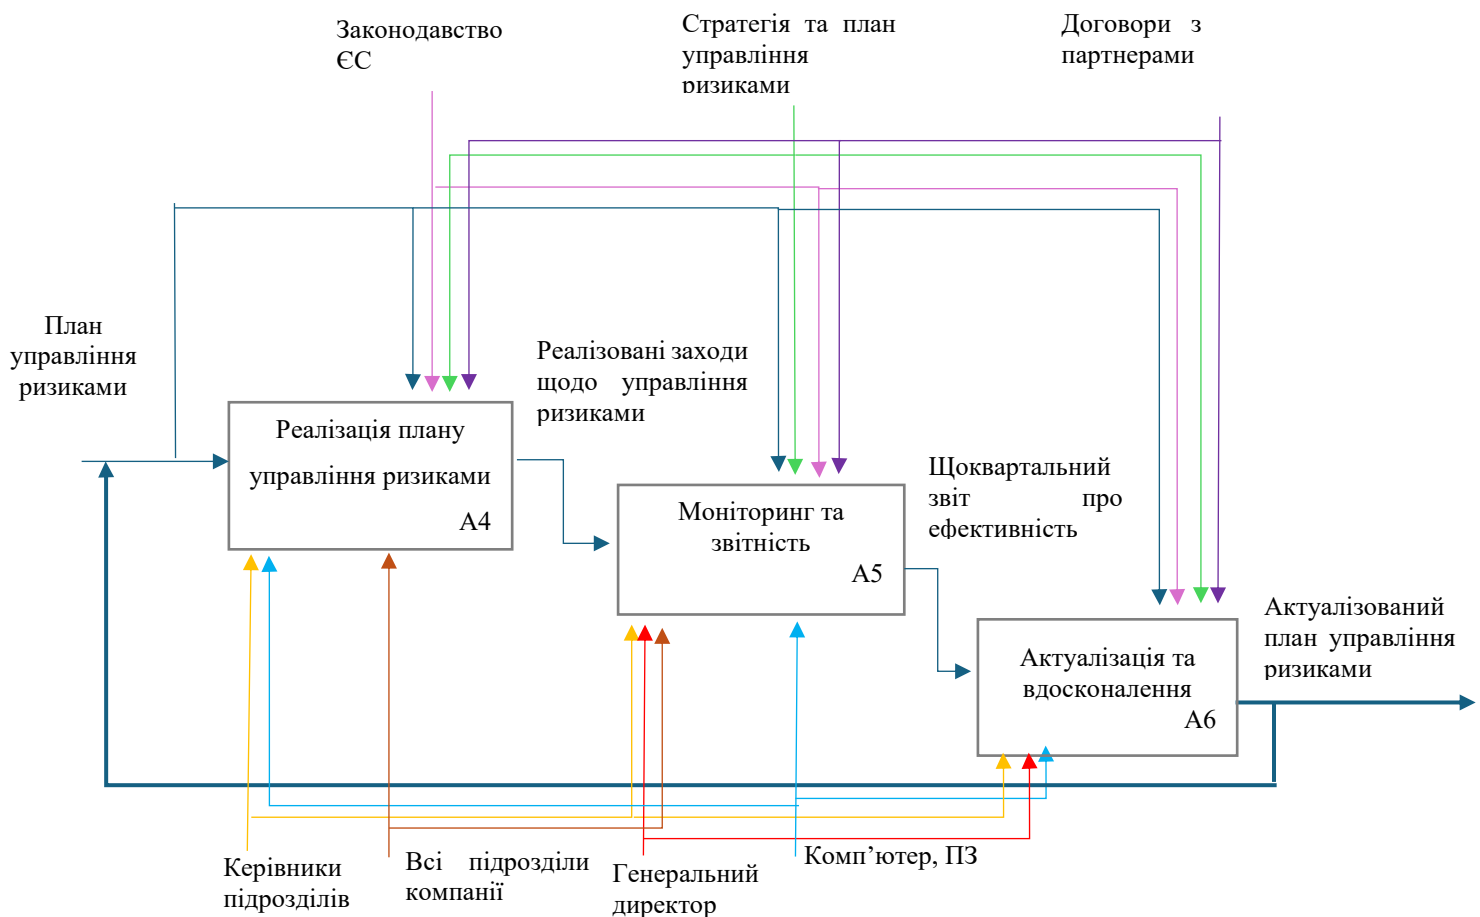 Законодавство
ЄС
Стратегія та план
управління
ризиками
Договори з
партнерами
План
управління
ризиками
Реалізовані заходи
щодо управління
ризиками
Реалізація плану
управління ризиками
А4
Щоквартальний
звіт про
ефективність
Моніторинг та
звітність
А5
Актуалізований
план управління
ризиками
Актуалізація та
вдосконалення
А6
Керівники
підрозділів
Всі підрозділи
компанії
Генеральний
директор
Комп’ютер, ПЗ